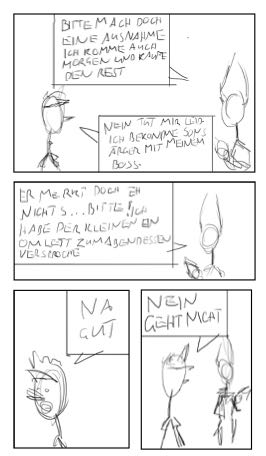 BITTE MACH DOCH
EINE AUSNAHME
ICH KOMME AUCH
MORGEN UND KAUFE
DEN REST
NEIN TUT MIR LEID
ICH BEKOMME SONS
ÄRGER MIT MEINEM
BOSS.
ER MERKT DOCH EH
NICHTS... BITTE! ICH
HABE DER KLEINEN EIN
OMLETT ZUM ABENDESSEN
VERSPROCHE
NA
GUT
NEIN
GEHT NICHT